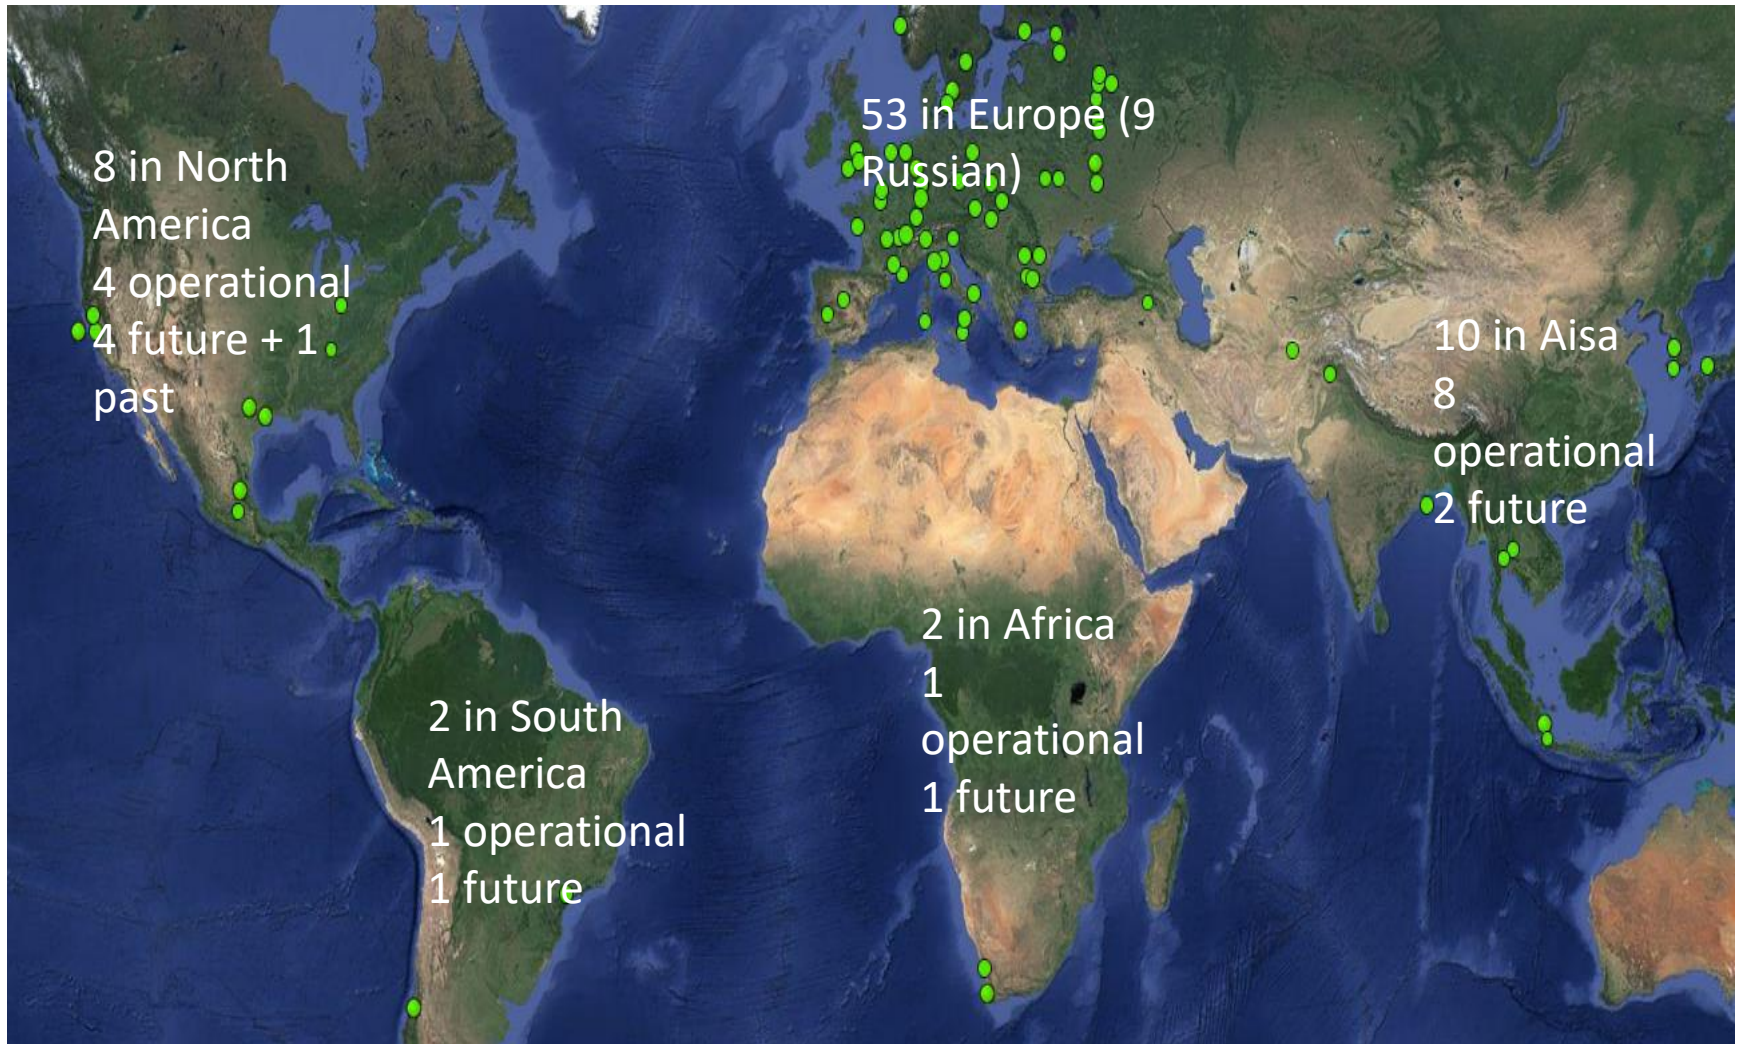 53 in Europe (9
Russian)
8 in North
America
4 operational
4 future + 1
past
10 in Aisa
8
operational
2 future
2 in Africa
1
operational
1 future
2 in South
America
1 operational
1 future